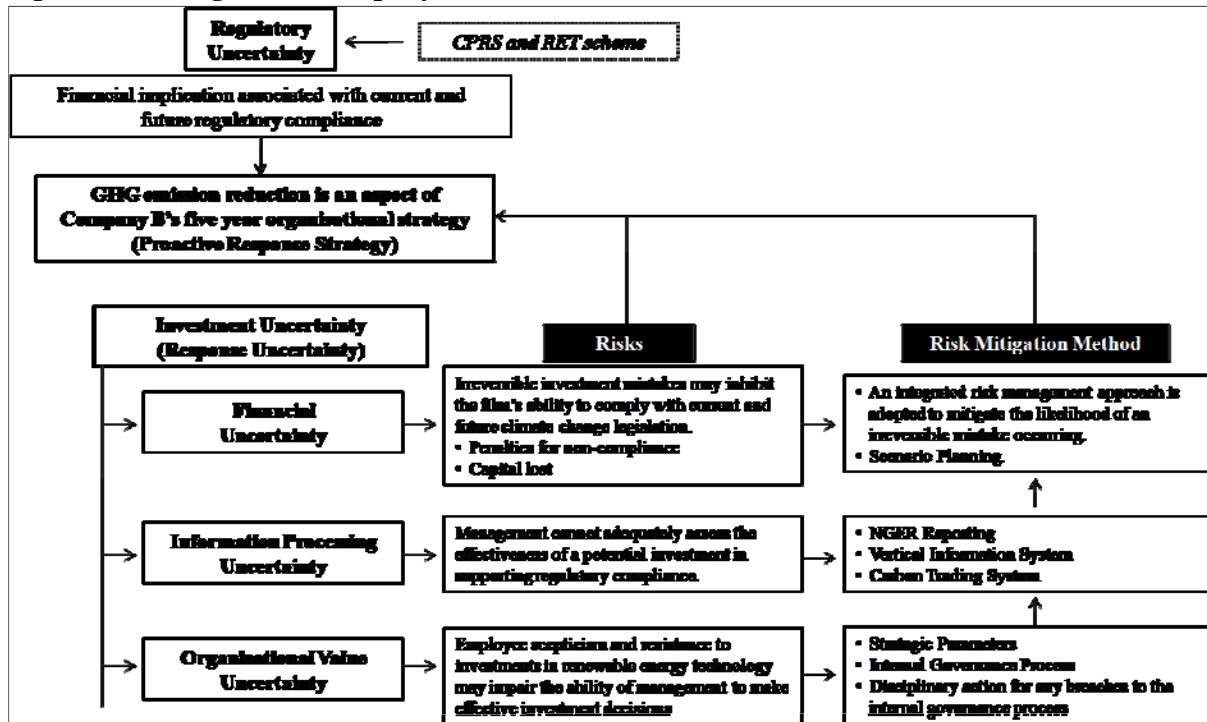 Regulatory
Uncertainty
CPRS and RET scheme
Financial implication associated with current and
future regulatory compliance
GHG emission reduction is an aspect of
Company B's five year organisational strategy
(Proactive Response Strategy)
Investment Uncertainty
(Response Uncertainty)
Risks
Risk Mitigation Method
Financial
Uncertainty
Irreversible investment mistakes may inhibit
the film's ability to comply with current and
future climate change legislation.
• Penalties for non-compliance
• Capital lost
• An integrated risk management approach is
adopted to mitigate the likelihood of an
irreversible mistake occurring.
• Scenario Planning.
Information Processing
Uncertainty
Management cannot adequately assess the
effectiveness of a potential investment in
supporting regulatory compliance.
• NGER Reporting
• Vertical Information System
• Carbon Trading System
Organisational Value
Uncertainty
Employee scepticism and resistance to
investments in renewable energy technology
may impair the ability of management to make
effective investment decisions
• Strategic Parameters
• Internal Governance Process
• Disciplinary action for any breaches to the
internal governance process